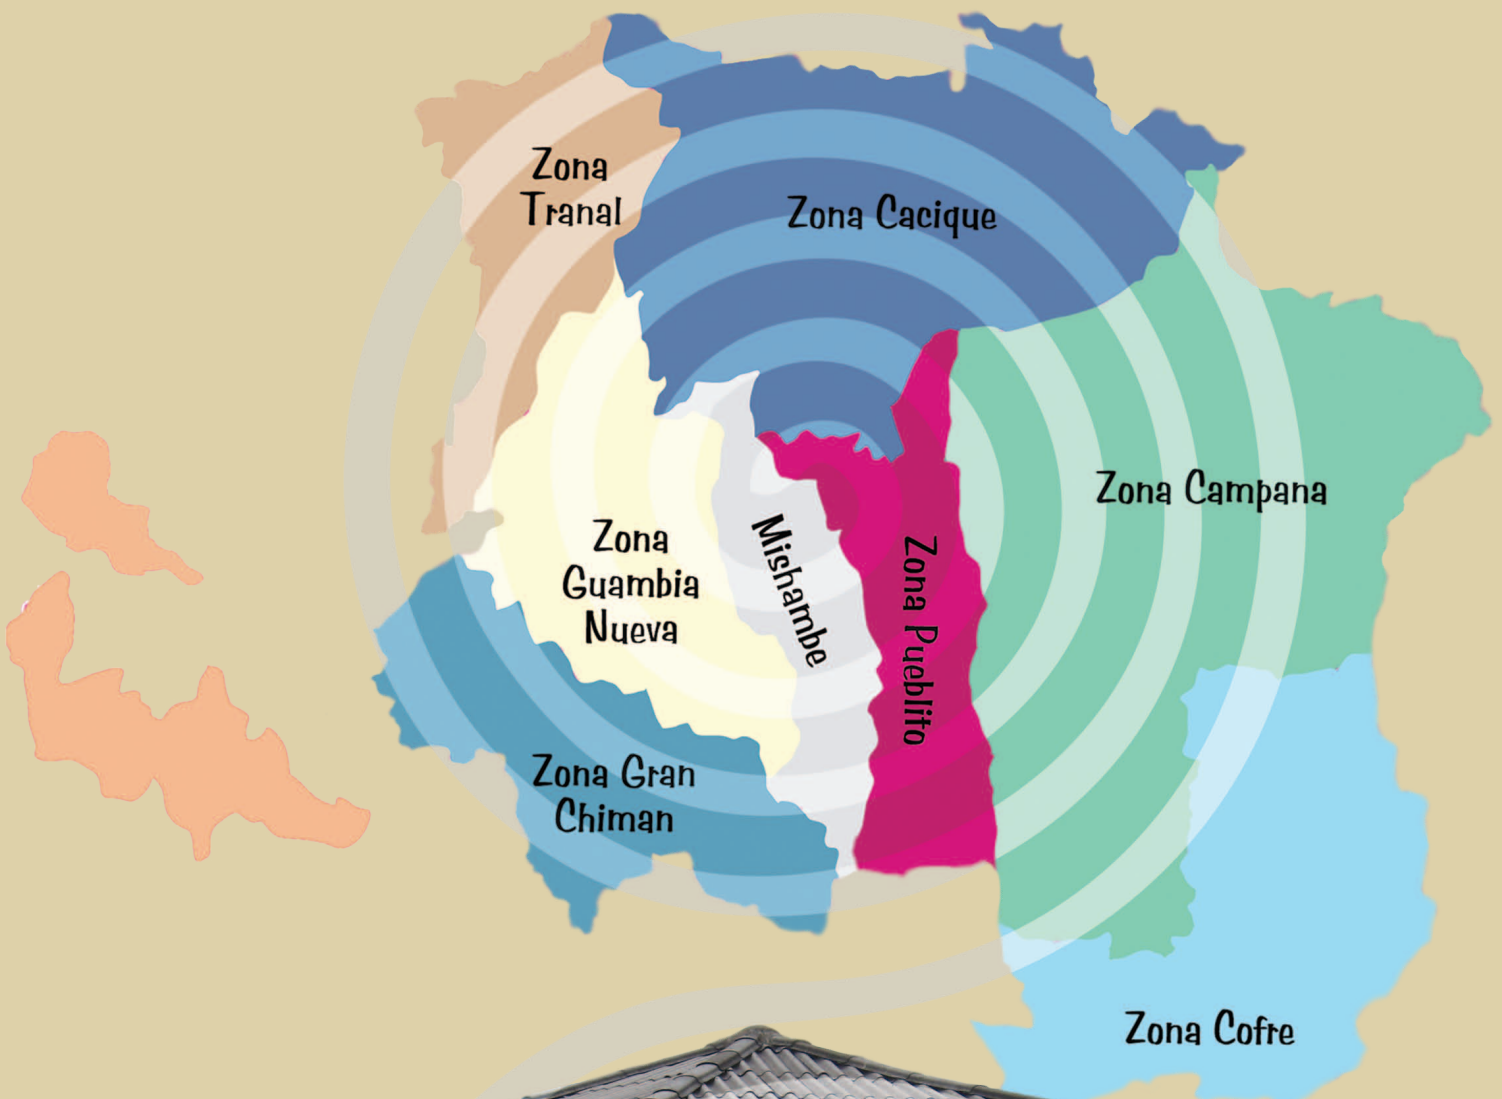 Zona
Tranal
Zona Cacique
Zona Campana
Zona
Guambia
Nueva
Mishambe
Zona Pueblito
Zona Gran
Chiman
Zona Cofre